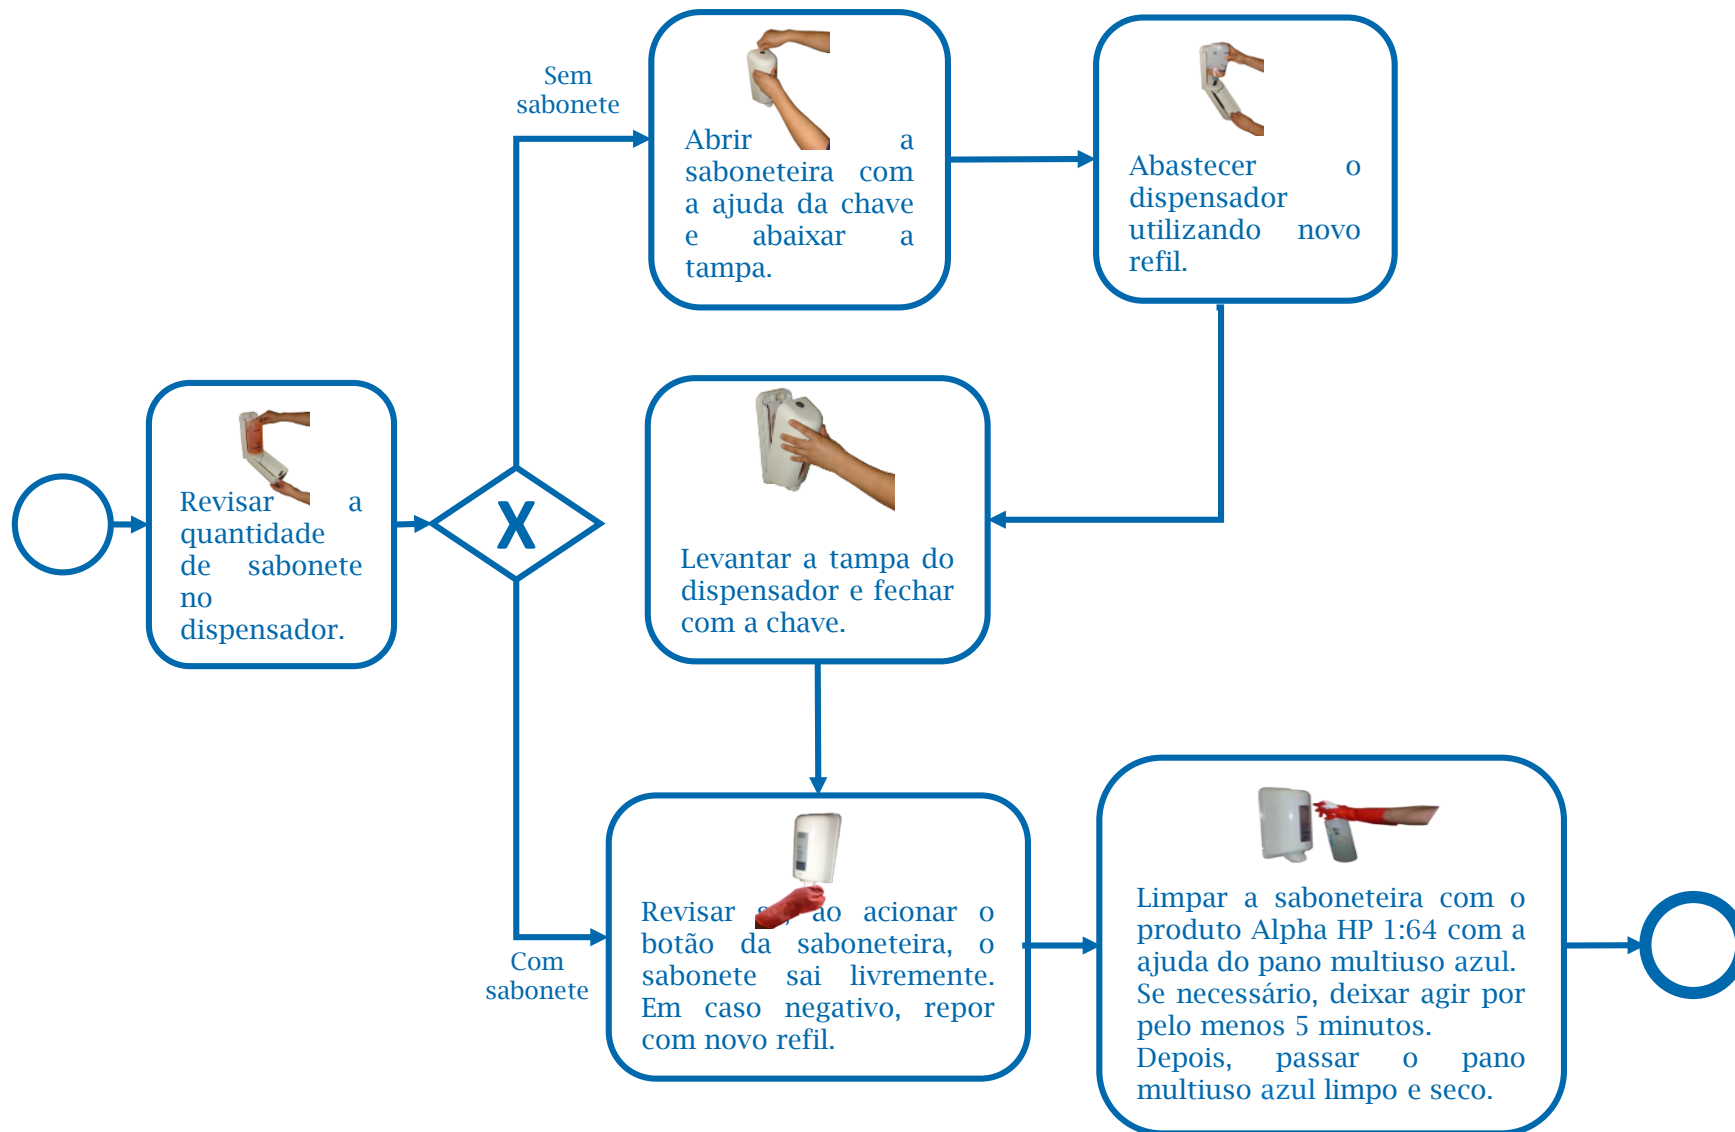 Sem
sabonete
Abrir a
saboneteira com
a ajuda da chave
e abaixar a
tampa.
Abastecer o
dispensador
utilizando novo
refil.
Revisar a
quantidade
de sabonete
no
dispensador.
X
Levantar a tampa do
dispensador e fechar
com a chave.
Com
sabonete
Revisar ao acionar o
botão da saboneteira, o
sabonete sai livremente.
Em caso negativo, repor
com novo refil.
Limpar a saboneteira com o
produto Alpha HP 1:64 com a
ajuda do pano multiuso azul.
Se necessário, deixar agir por
pelo menos 5 minutos.
Depois, passar o pano
multiuso azul limpo e seco.